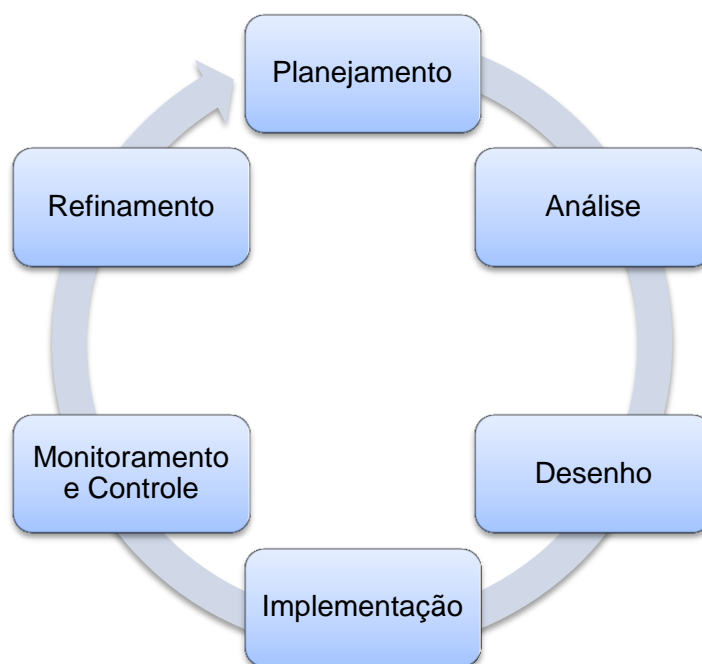 Planejamento
Análise
Desenho
Implementação
Monitoramento
e Controle
Refinamento